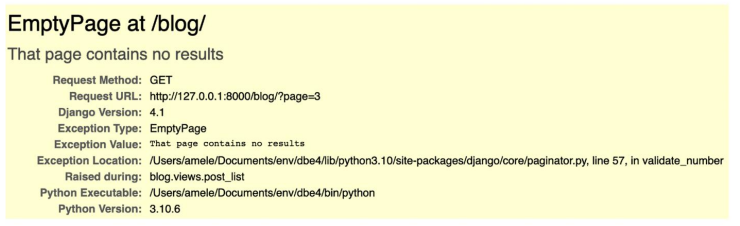 EmptyPage at /blog/
That page contains no results
Request Method: GET
Request URL: http://127.0.0.1:8000/blog/?page=3
Django Version: 4.1
Exception Type: EmptyPage
Exception Value: That page contains no results
Exception Location: /Users/amele/Documents/env/dbe4/lib/python3.10/site-packages/django/core/paginator.py, line 57, in validate_number
Raised during: blog.views.post_list
Python Executable: /Users/amele/Documents/env/dbe4/bin/python
Python Version: 3.10.6